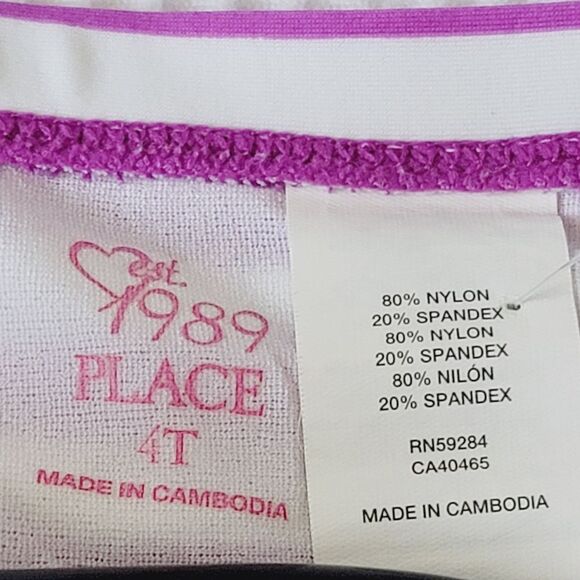 est.
1989
PLACE
4T
MADE IN CAMBODIA
80% NYLON
20% SPANDEX
80% NYLON
20% SPANDEX
80% NILÓN
20% SPANDEX
RN59284
CA40465
MADE IN CAMBODIA